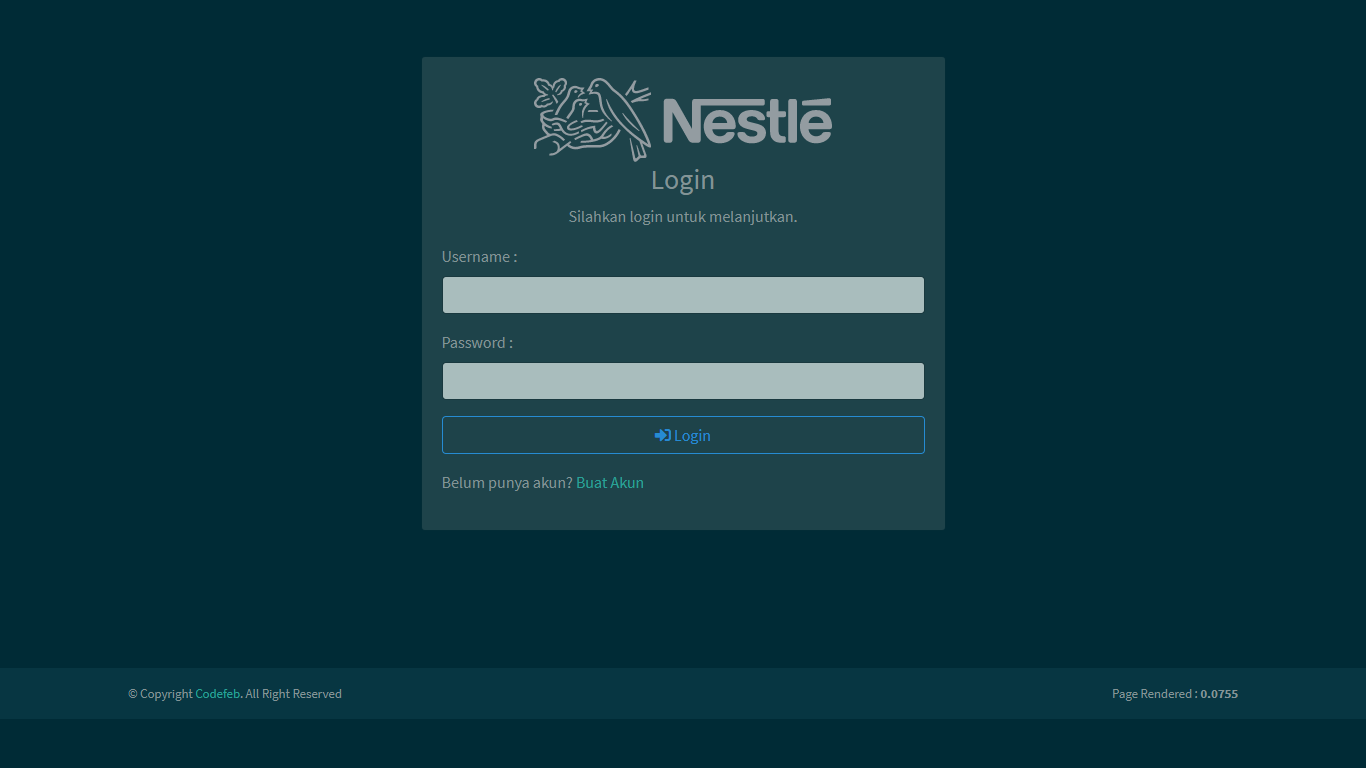 Nestlé
Login
Silahkan login untuk melanjutkan.
Username :
Password :
Login
Belum punya akun? Buat Akun
© Copyright Codefeb. All Right Reserved
Page Rendered : 0.0755